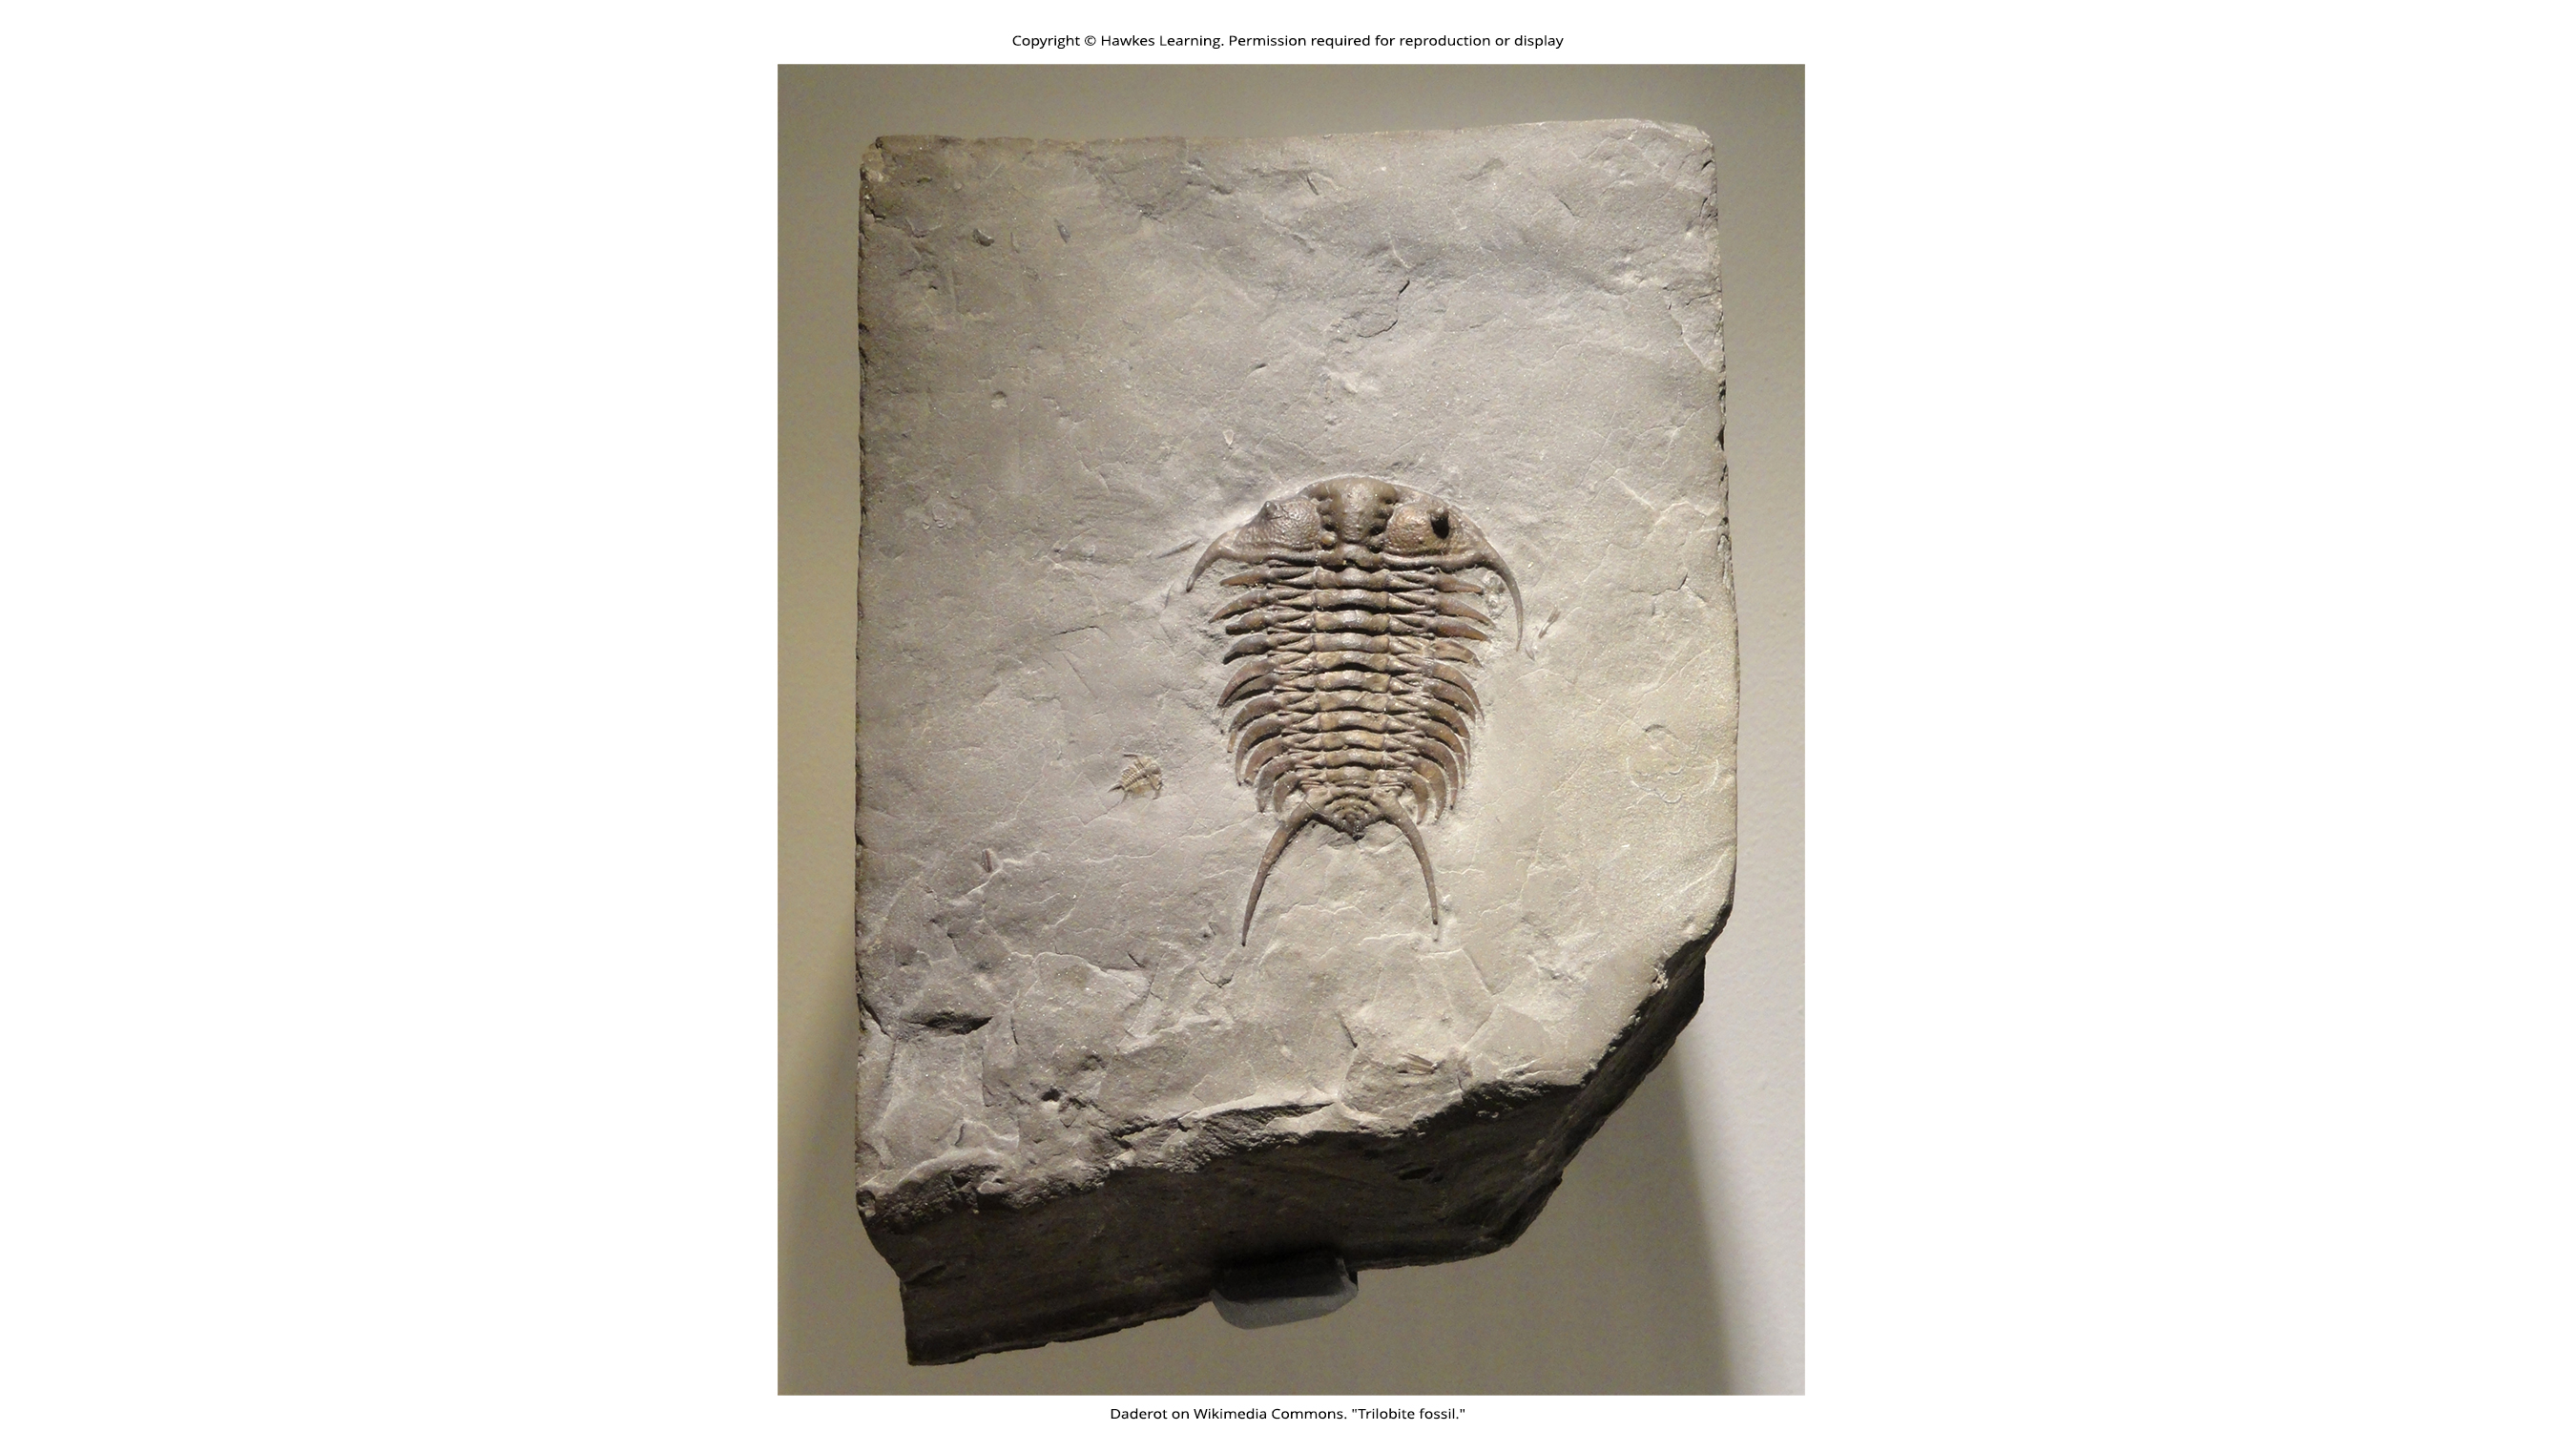 Copyright © Hawkes Learning. Permission required for reproduction or display
Daderot on Wikimedia Commons. "Trilobite fossil."